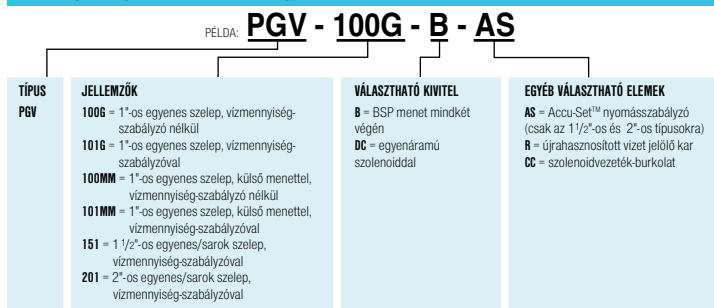 PÉLDA: PGV - 100G - B - AS
TÍPUS
PGV
JELLEMZŐK
100G = 1"-os egyenes szelep, vízmennyiség-
szabályzó nélkül
101G = 1"-os egyenes szelep, vízmennyiség-
szabályzóval
100MM = 1"-os egyenes szelep, külső menettel,
vízmennyiség-szabályzó nélkül
101MM = 1"-os egyenes szelep, külső menettel,
vízmennyiség-szabályzóval
151 = 1 1/2"-os egyenes/sarok szelep,
vízmennyiség-szabályzóval
201 = 2"-os egyenes/sarok szelep,
vízmennyiség-szabályzóval
VÁLASZTHATÓ KIVITEL
B = BSP menet mindkét
végén
DC = egyenáramú
szolenoiddal
EGYÉB VÁLASZTHATÓ ELEMEK
AS = Accu-Set™ nyomásszabályzó
(csak az 1 1/2"-os és 2"-os típusokra)
R = újrahasznosított vizet jelölő kar
CC = szolenoidvezeték-burkolat